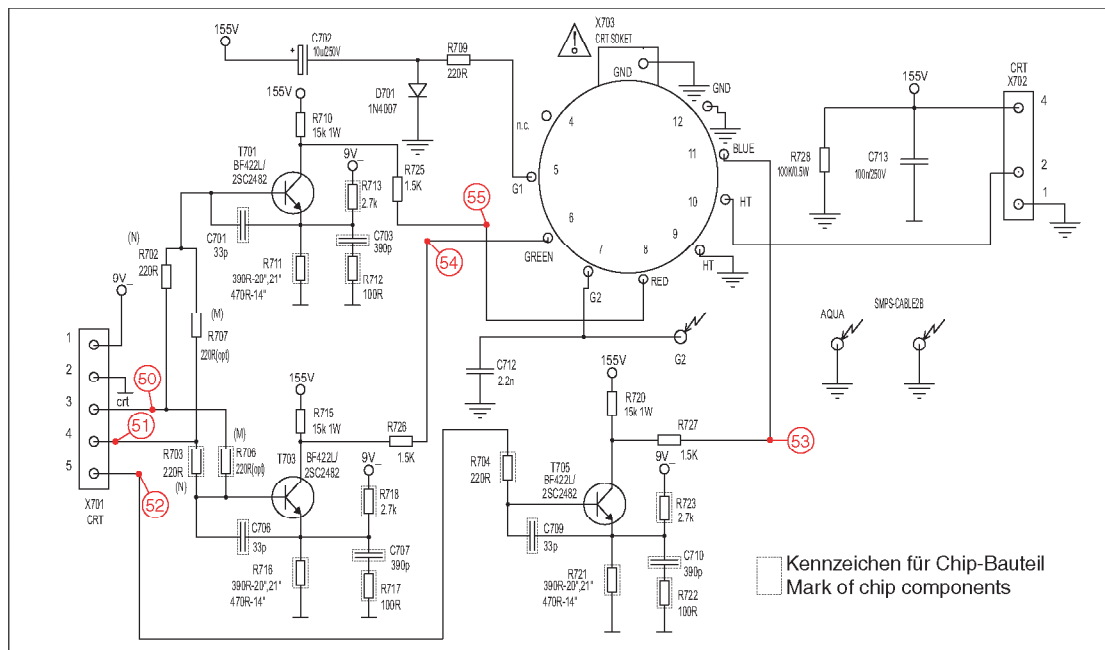 155V
C702
10u/250V
+
R709
220R
X703
CRT SOKET
GND
GND
D701
1N4007
155V
R710
15k 1W
T701
BF422L/
2SC2482
9V_
R713
2.7k
R725
1.5K
n.c.
4
5
6
7
8
9
10
11
12
G1
BLUE
HT
HT
RED
G2
GREEN
155V
CRT
X702
4
2
1
R728
100K/0.5W
C713
100n/250V
C701
33p
C703
390p
R711
390R-20",21"
470R-14"
R712
100R
55
54
(N)
R702
220R
9V_
(M)
R707
220R(opt)
G2
C712
2.2n
AQUA
SMPS-CABLE2B
1
2
3
4
5
crt
50
51
52
X701
CRT
(M)
R703
220R
(N)
R706
220R(opt)
155V
R715
15k 1W
T703
BF422L/
2SC2482
R726
1.5K
9V_
R718
2.7k
C706
33p
C707
390p
R716
390R-20",21"
470R-14"
R717
100R
155V
R720
15k 1W
R727
1.5K
53
R704
220R
T705
BF422L/
2SC2482
9V_
R723
2.7k
C709
33p
C710
390p
R721
390R-20",21"
470R-14"
R722
100R
Kennzeichen für Chip-Bauteil
Mark of chip components